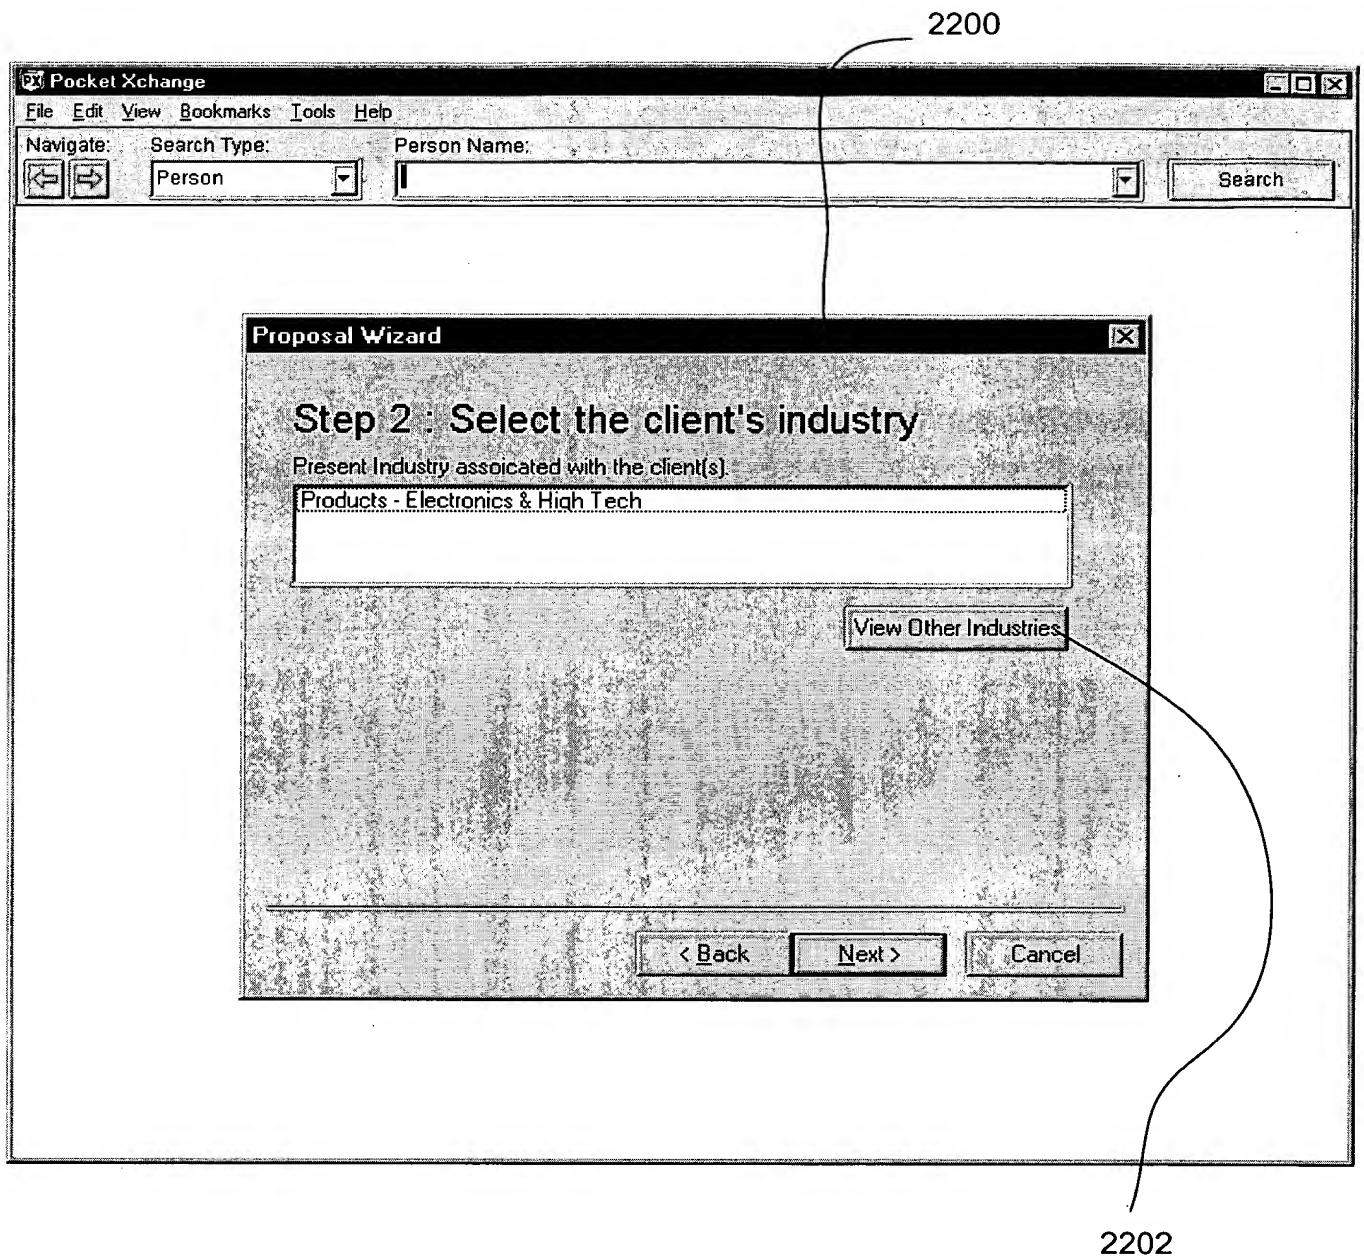 2200
PX Pocket Xchange
File Edit View Bookmarks Tools Help
Navigate: Search Type: Person Name:
Person Search
Proposal Wizard
Step 2 : Select the client's industry
Present Industry assoicated with the client(s).
Products - Electronics & High Tech
View Other Industries
< Back Next > Cancel
2202